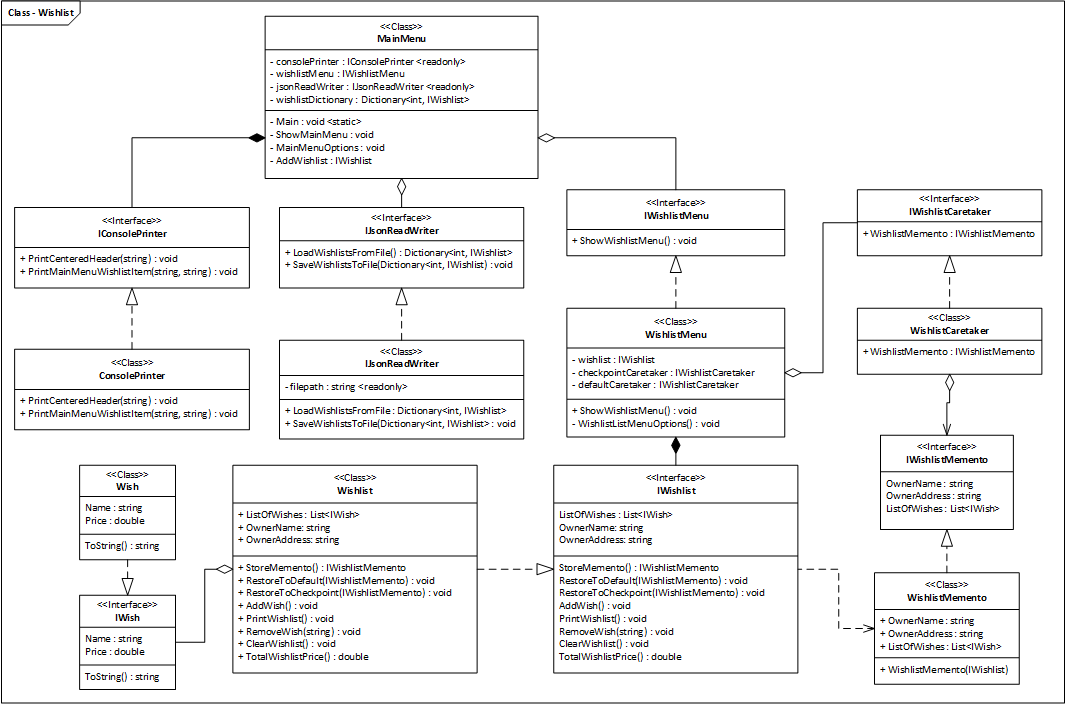 Class - Wishlist
<<Class>>
MainMenu
- consolePrinter : IConsolePrinter <readonly>
- wishlistMenu : IWishlistMenu
- jsonReadWriter : IJsonReadWriter <readonly>
- wishlistDictionary : Dictionary<int, IWishlist>
- Main : void <static>
- ShowMainMenu : void
- MainMenuOptions : void
- AddWishlist : IWishlist
<<Interface>>
IConsolePrinter
+ PrintCenteredHeader(string) : void
+ PrintMainMenuWishlistItem(string, string) : void
<<Interface>>
IJsonReadWriter
+ LoadWishlistsFromFile() : Dictionary<int, IWishlist>
+ SaveWishlistsToFile(Dictionary<int, IWishlist) : void
<<Interface>>
IWishlistMenu
+ ShowWishlistMenu() : void
<<Interface>>
IWishlistCaretaker
+ WishlistMemento : IWishlistMemento
<<Class>>
ConsolePrinter
+ PrintCenteredHeader(string) : void
+ PrintMainMenuWishlistItem(string, string) : void
<<Class>>
IJsonReadWriter
- filepath : string <readonly>
+ LoadWishlistsFromFile : Dictionary<int, IWishlist>
+ SaveWishlistsToFile(Dictionary<int, IWishlist> : void
<<Class>>
WishlistMenu
- wishlist : IWishlist
- checkpointCaretaker : IWishlistCaretaker
- defaultCaretaker : IWishlistCaretaker
+ ShowWishlistMenu() : void
- WishlistListMenuOptions() : void
<<Class>>
WishlistCaretaker
+ WishlistMemento : IWishlistMemento
<<Class>>
Wish
Name : string
Price : double
ToString() : string
<<Interface>>
IWish
Name : string
Price : double
ToString() : string
<<Class>>
Wishlist
+ ListOfWishes : List<IWish>
+ OwnerName: string
+ OwnerAddress: string
+ StoreMemento() : IWishlistMemento
+ RestoreToDefault(IWishlistMemento) : void
+ RestoreToCheckpoint(IWishlistMemento) : void
+ AddWish() : void
+ PrintWishlist() : void
+ RemoveWish(string) : void
+ ClearWishlist() : void
+ TotalWishlistPrice() : double
<<Interface>>
IWishlist
ListOfWishes : List<IWish>
OwnerName: string
OwnerAddress: string
StoreMemento() : IWishlistMemento
RestoreToDefault(IWishlistMemento) : void
RestoreToCheckpoint(IWishlistMemento) : void
AddWish() : void
PrintWishlist() : void
RemoveWish(string) : void
ClearWishlist() : void
TotalWishlistPrice() : double
<<Interface>>
IWishlistMemento
OwnerName : string
OwnerAddress : string
ListOfWishes : List<IWish>
<<Class>>
WishlistMemento
+ OwnerName : string
+ OwnerAddress : string
+ ListOfWishes : List<IWish>
+ WishlistMemento(IWishlist)